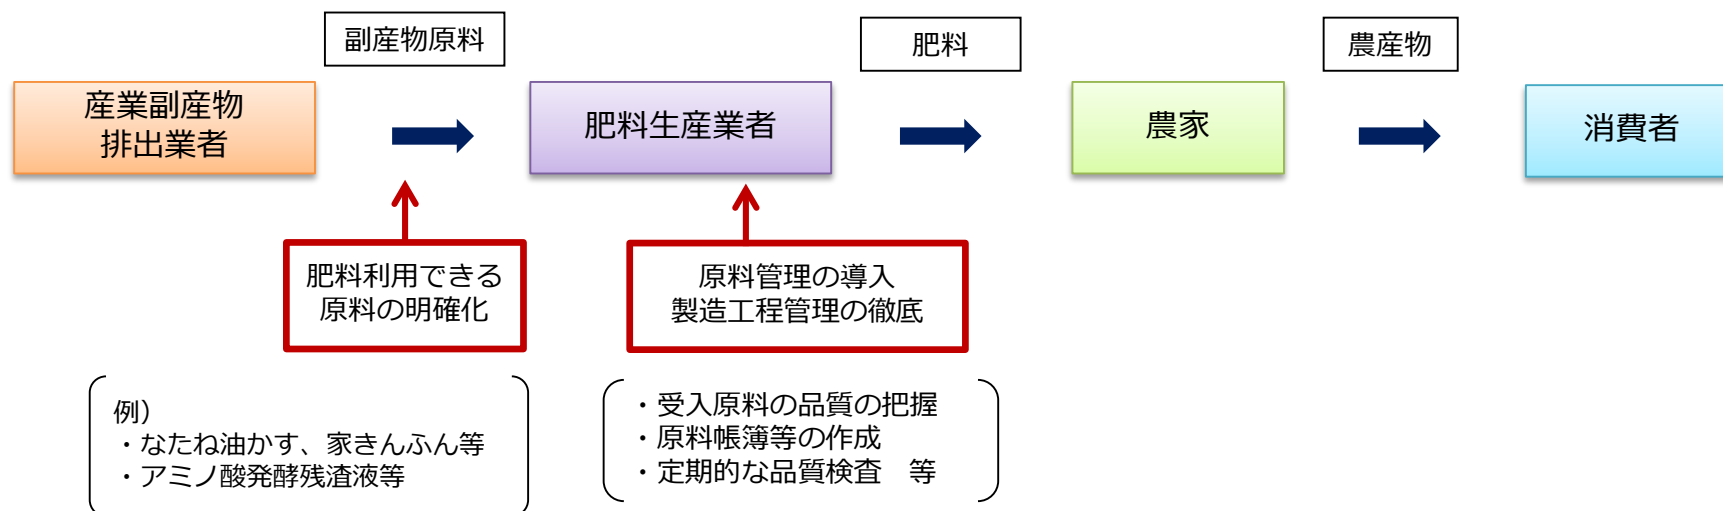 副産物原料
肥料
農産物
産業副産物
排出業者
肥料生産業者
農家
消費者
肥料利用できる
原料の明確化
原料管理の導入
製造工程管理の徹底
例）
・なたね油かす、家きんふん等
・アミノ酸発酵残渣液等
・受入原料の品質の把握
・原料帳簿等の作成
・定期的な品質検査　等